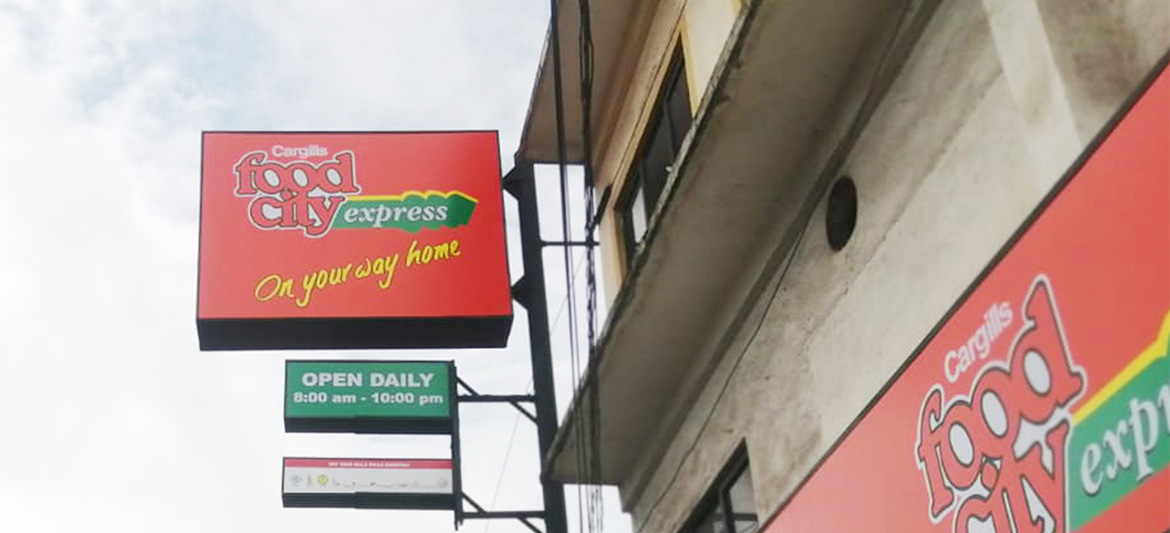 Cargills
food
city express
On your way home
OPEN DAILY
8:00 am - 10:00 pm
Cargills
food
city expr